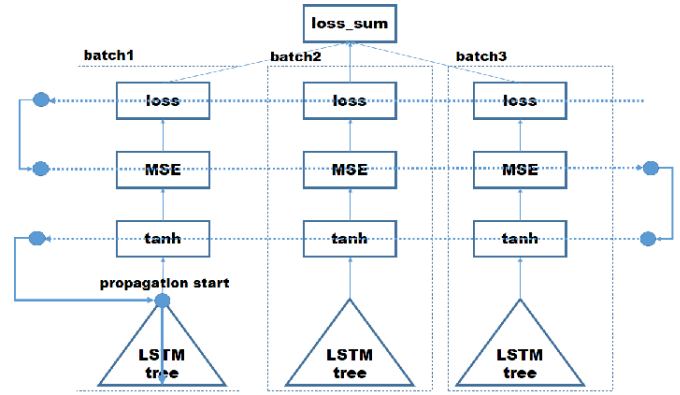 loss_sum
batch1
batch2
batch3
loss
loss
loss
MSE
MSE
MSE
tanh
tanh
tanh
propagation start
LSTM
tree
LSTM
tree
LSTM
tree